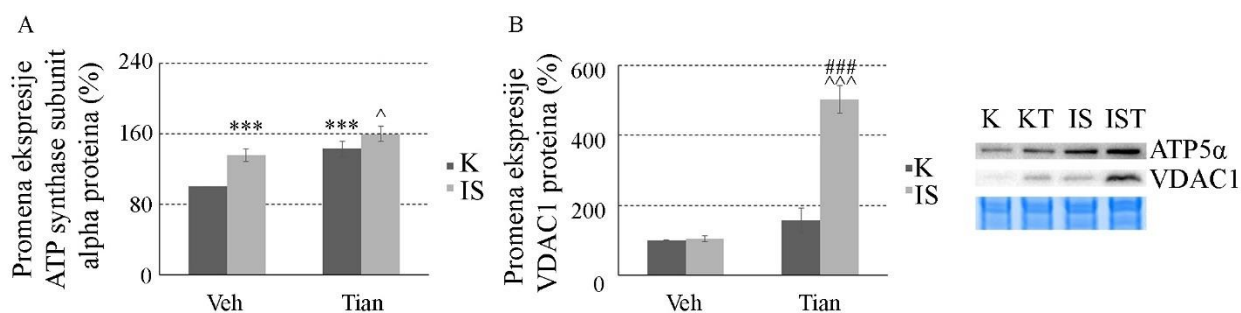 A
Promena ekspresije
ATP synthase subunit
alpha proteina (%)
240
160
80
0
***
***
^
Veh
Tian
K
IS
B
Promena ekspresije
VDAC1 proteina (%)
600
400
200
0
###
^^^
Veh
Tian
K
IS
K KT IS IST
ATP5α
VDAC1